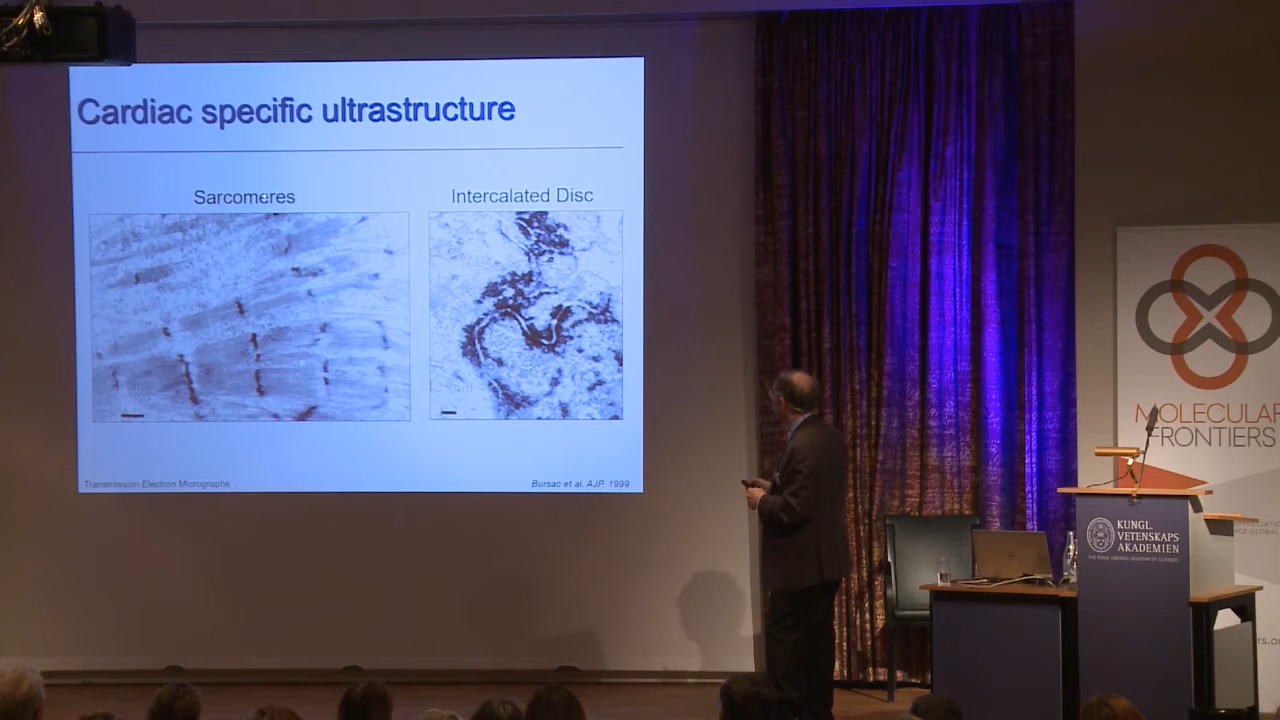 Cardiac specific ultrastructure
Sarcomeres
Intercalated Disc
Transmission Electron Micrographs
Bursac et al. AJP. 1999
MOLECULAR
FRONTIERS
KUNGL.
VETENSKAPS
AKADEMIEN
THE ROYAL SWEDISH ACADEMY OF SCIENCES